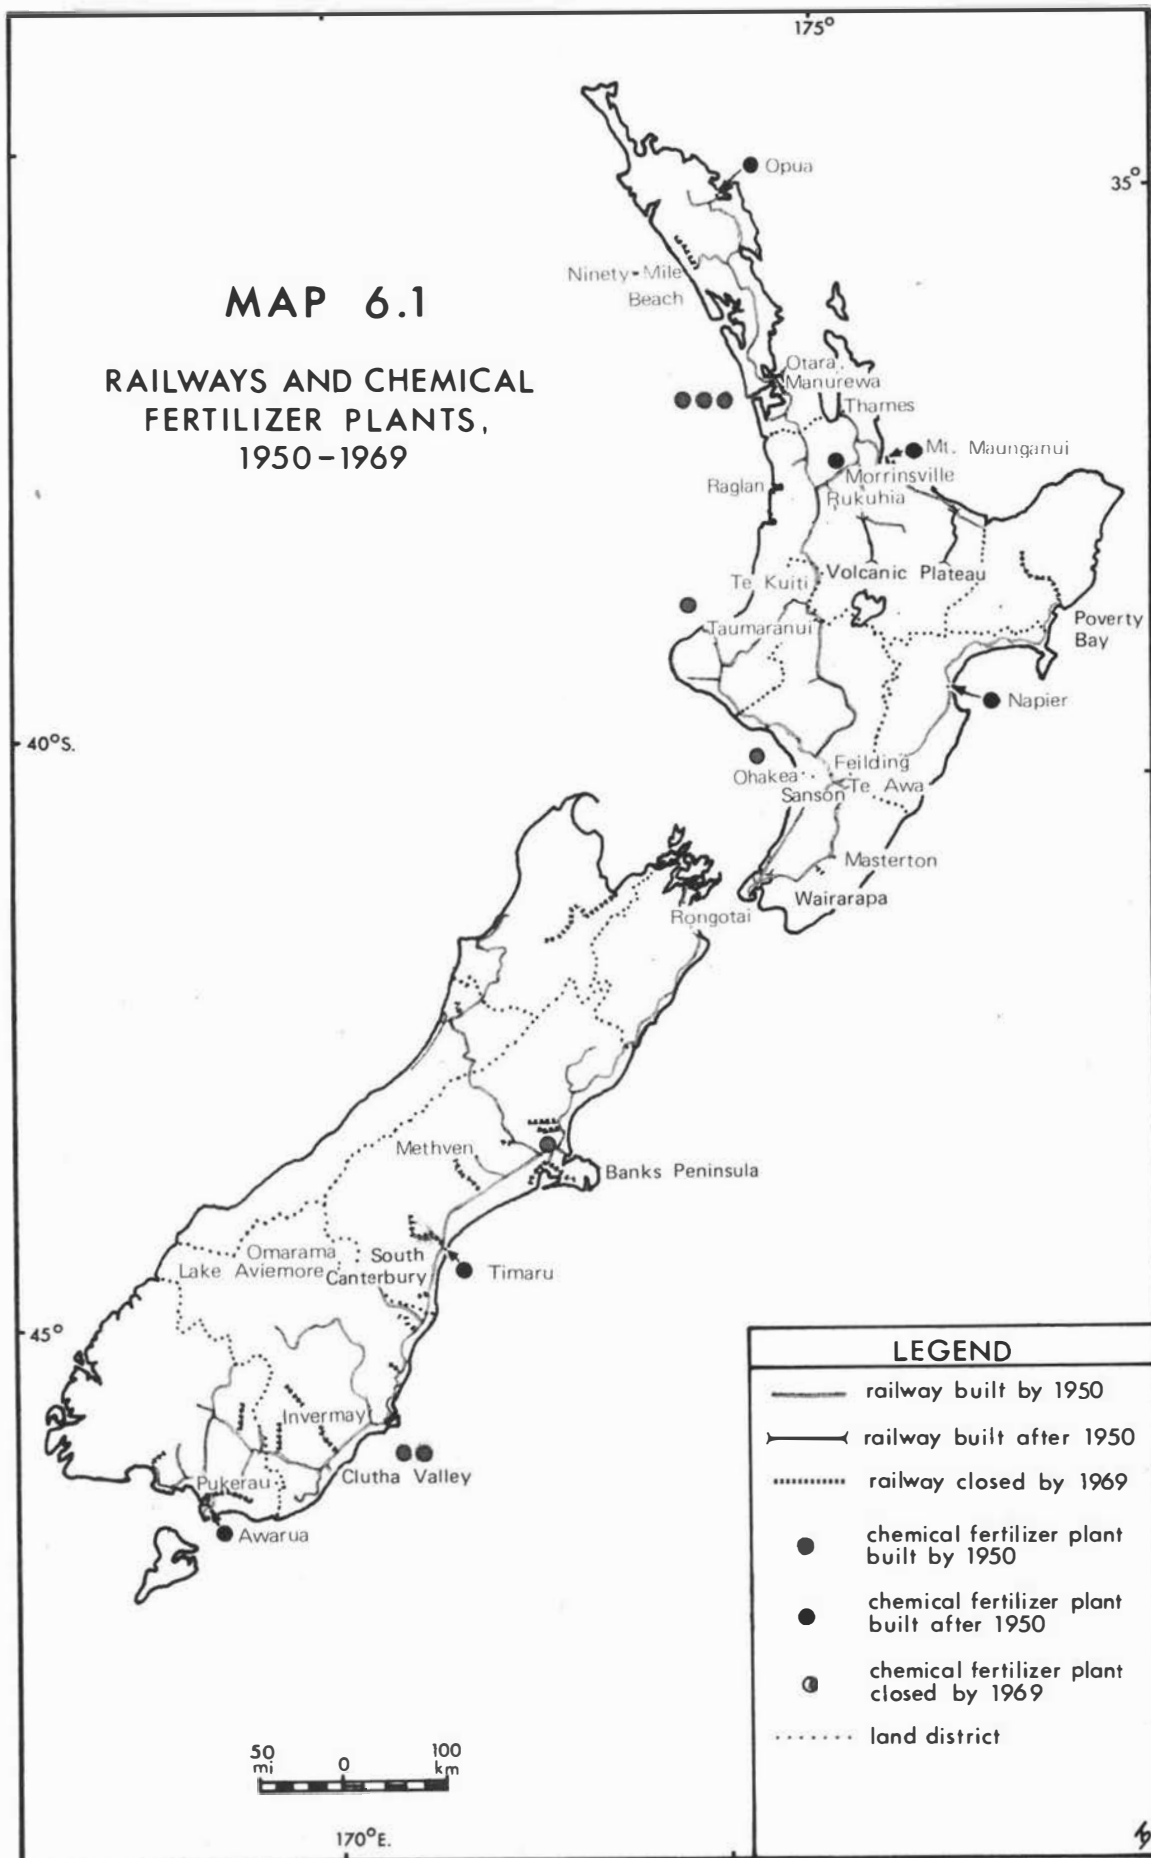 175°
Opua
35°
Ninety-Mile
Beach
MAP 6.1
RAILWAYS AND CHEMICAL
FERTILIZER PLANTS,
1950-1969
Otara
Manurewa
Thames
Mt. Maunganui
Morrinsville
Raglan
Rukuhia
Te Kuiti
Volcanic Plateau
Taumaranui
Poverty
Bay
Napier
40°S.
Feilding
Ohakea
Te Awa
Sanson
Masterton
Wairarapa
Rongotai
Methven
Banks Peninsula
Omarama
South
Lake Aviemore
Canterbury
Timaru
45°
Invermay
Clutha Valley
Pukerau
Awarua
LEGEND
railway built by 1950
railway built after 1950
railway closed by 1969
chemical fertilizer plant
built by 1950
chemical fertilizer plant
built after 1950
chemical fertilizer plant
closed by 1969
land district
50 0 100
mi km
170°E.